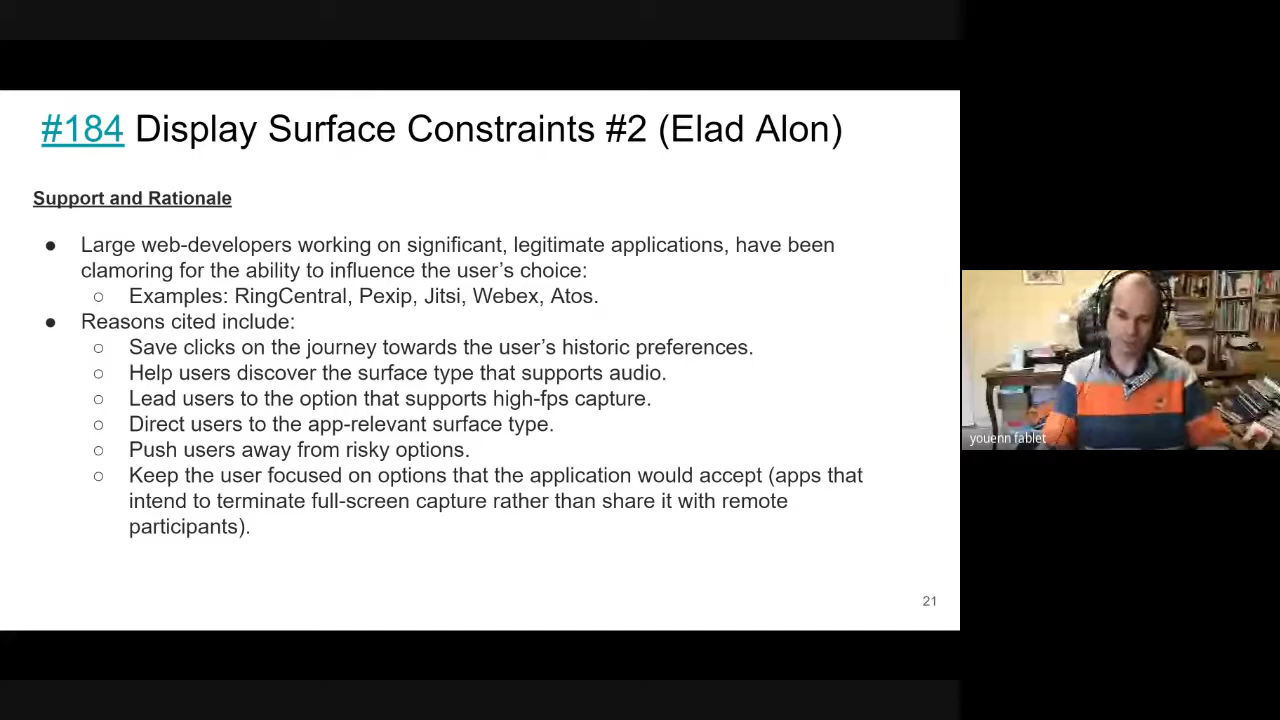 #184 Display Surface Constraints #2 (Elad Alon)
Support and Rationale
● Large web-developers working on significant, legitimate applications, have been
clamoring for the ability to influence the user's choice:
○ Examples: RingCentral, Pexip, Jitsi, Webex, Atos.
● Reasons cited include:
○ Save clicks on the journey towards the user's historic preferences.
○ Help users discover the surface type that supports audio.
○ Lead users to the option that supports high-fps capture.
○ Direct users to the app-relevant surface type.
○ Push users away from risky options.
○ Keep the user focused on options that the application would accept (apps that
intend to terminate full-screen capture rather than share it with remote
participants).
21
youenn fablet